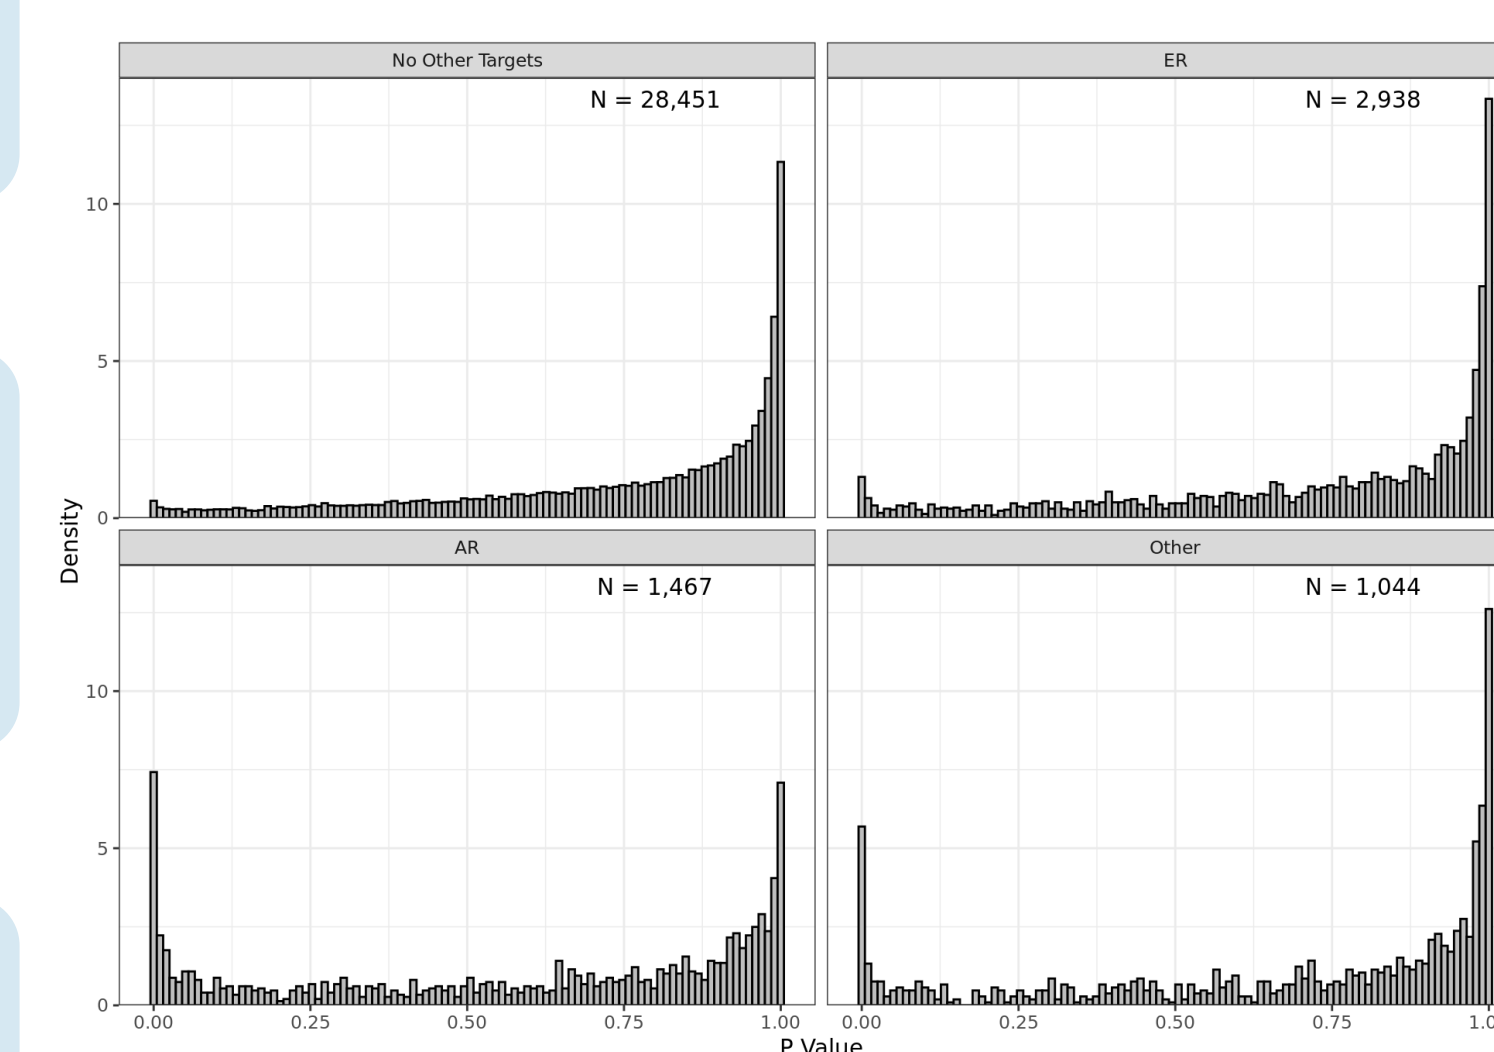 No Other Targets
ER
N = 28,451
N = 2,938
10
5
0
AR
Other
N = 1,467
N = 1,044
10
5
0
Density
0.00 0.25 0.50 0.75 1.00
0.00 0.25 0.50 0.75 1.0
P Value